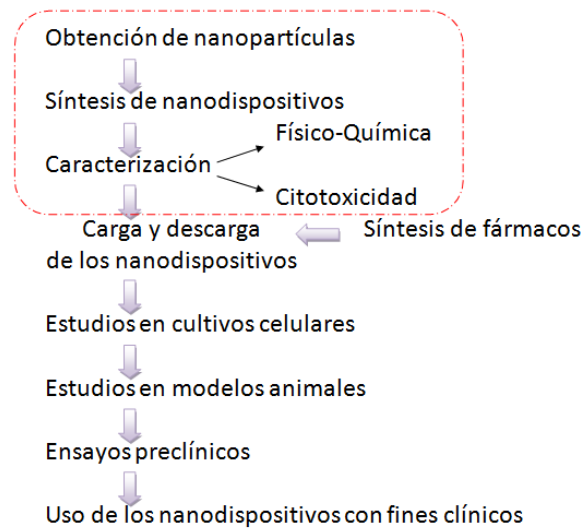 Obtención de nanopartículas
Síntesis de nanodispositivos
Físico-Química
Caracterización
Citotoxicidad
Carga y descarga
Síntesis de fármacos
de los nanodispositivos
Estudios en cultivos celulares
Estudios en modelos animales
Ensayos preclínicos
Uso de los nanodispositivos con fines clínicos